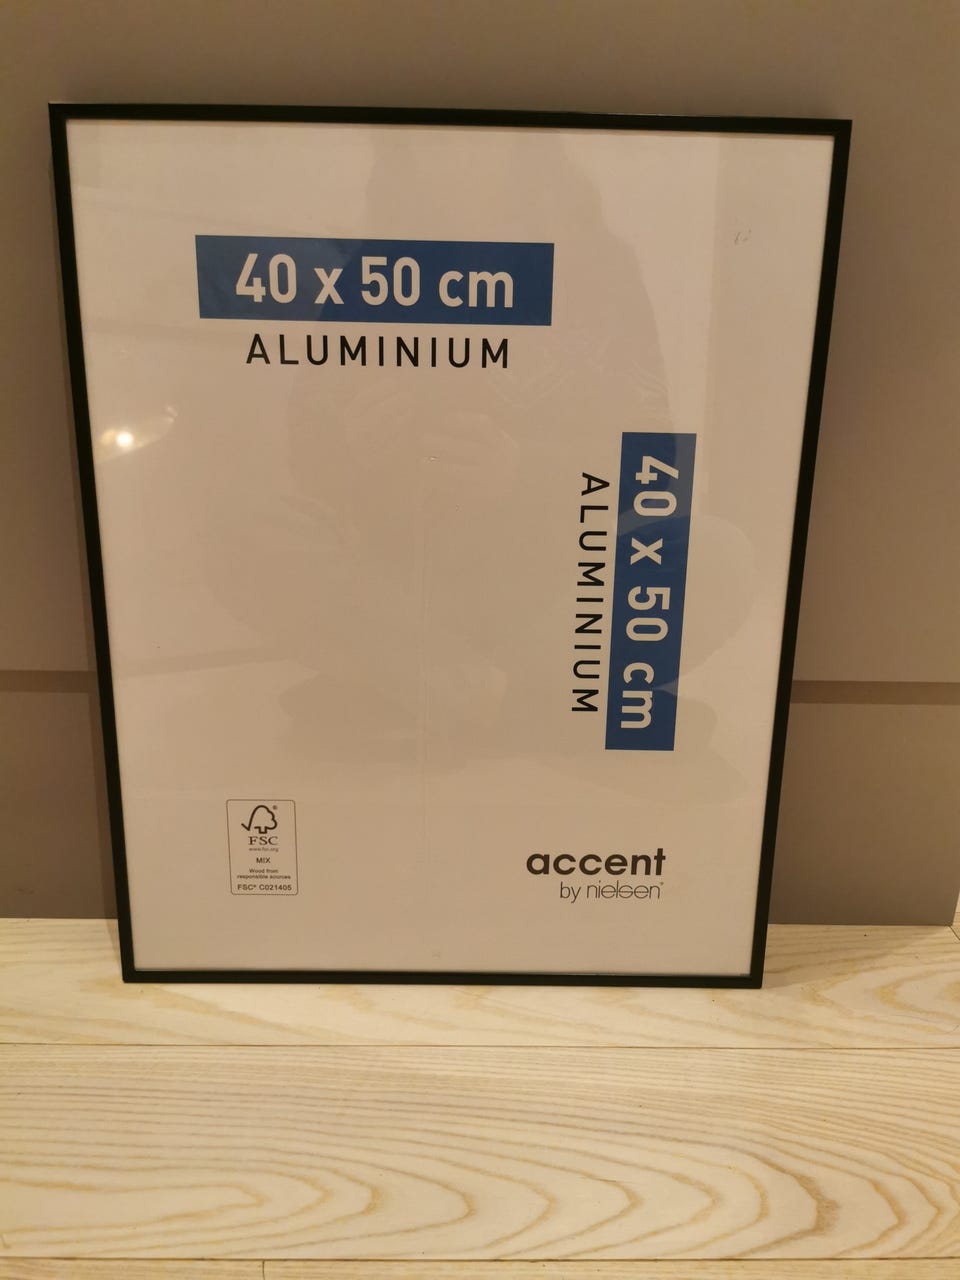 40 x 50 cm
ALUMINIUM
40 x 50 cm
ALUMINIUM
FSC®
www.fsc.org
MIX
Wood from
responsible sources
FSC® C021405
accent
by nielsen®